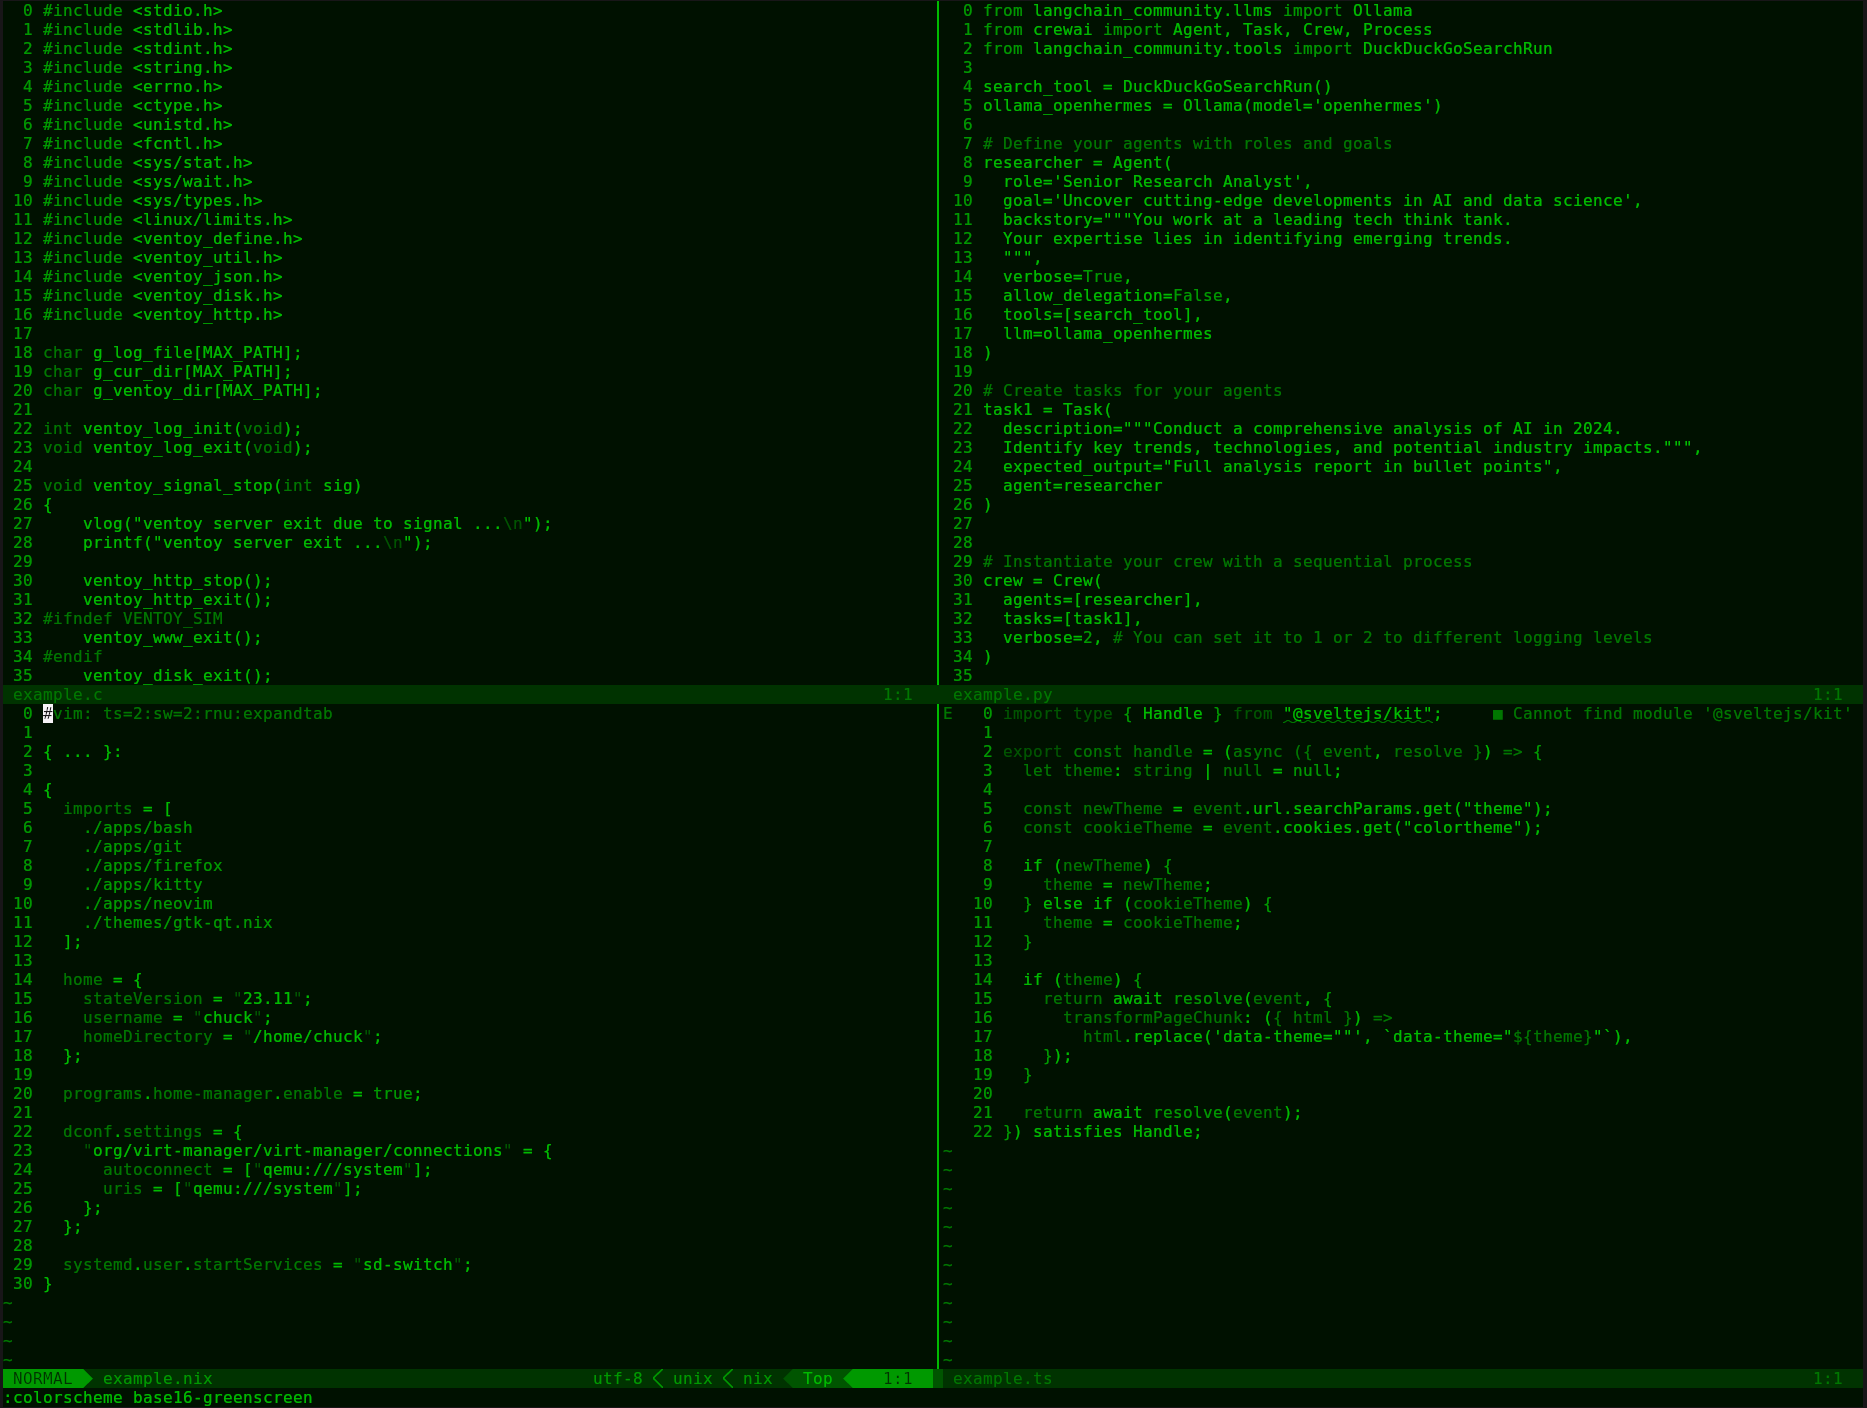 0 #include <stdio.h>
1 #include <stdlib.h>
2 #include <stdint.h>
3 #include <string.h>
4 #include <errno.h>
5 #include <ctype.h>
6 #include <unistd.h>
7 #include <fcntl.h>
8 #include <sys/stat.h>
9 #include <sys/wait.h>
10 #include <sys/types.h>
11 #include <linux/limits.h>
12 #include <ventoy_define.h>
13 #include <ventoy_util.h>
14 #include <ventoy_json.h>
15 #include <ventoy_disk.h>
16 #include <ventoy_http.h>
17
18 char g_log_file[MAX_PATH];
19 char g_cur_dir[MAX_PATH];
20 char g_ventoy_dir[MAX_PATH];
21
22 int ventoy_log_init(void);
23 void ventoy_log_exit(void);
24
25 void ventoy_signal_stop(int sig)
26 {
27     vlog("ventoy server exit due to signal ...\n");
28     printf("ventoy server exit ...\n");
29
30     ventoy_http_stop();
31     ventoy_http_exit();
32 #ifndef VENTOY_SIM
33     ventoy_www_exit();
34 #endif
35     ventoy_disk_exit();
example.c 1:1
0 from langchain_community.llms import Ollama
1 from crewai import Agent, Task, Crew, Process
2 from langchain_community.tools import DuckDuckGoSearchRun
3
4 search_tool = DuckDuckGoSearchRun()
5 ollama_openhermes = Ollama(model='openhermes')
6
7 # Define your agents with roles and goals
8 researcher = Agent(
9   role='Senior Research Analyst',
10   goal='Uncover cutting-edge developments in AI and data science',
11   backstory="""You work at a leading tech think tank.
12   Your expertise lies in identifying emerging trends.
13   """,
14   verbose=True,
15   allow_delegation=False,
16   tools=[search_tool],
17   llm=ollama_openhermes
18 )
19
20 # Create tasks for your agents
21 task1 = Task(
22   description="""Conduct a comprehensive analysis of AI in 2024.
23   Identify key trends, technologies, and potential industry impacts.""",
24   expected_output="Full analysis report in bullet points",
25   agent=researcher
26 )
27
28
29 # Instantiate your crew with a sequential process
30 crew = Crew(
31   agents=[researcher],
32   tasks=[task1],
33   verbose=2, # You can set it to 1 or 2 to different logging levels
34 )
35
example.py 1:1
0 #vim: ts=2:sw=2:rnu:expandtab
1
2 { ... }:
3
4 {
5   imports = [
6     ./apps/bash
7     ./apps/git
8     ./apps/firefox
9     ./apps/kitty
10     ./apps/neovim
11     ./themes/gtk-qt.nix
12   ];
13
14   home = {
15     stateVersion = "23.11";
16     username = "chuck";
17     homeDirectory = "/home/chuck";
18   };
19
20   programs.home-manager.enable = true;
21
22   dconf.settings = {
23     "org/virt-manager/virt-manager/connections" = {
24       autoconnect = ["qemu:///system"];
25       uris = ["qemu:///system"];
26     };
27   };
28
29   systemd.user.startServices = "sd-switch";
30 }
~
~
~
~
NORMAL example.nix utf-8 unix nix Top 1:1
E 0 import type { Handle } from "@sveltejs/kit";     ■ Cannot find module '@sveltejs/kit'
1
2 export const handle = (async ({ event, resolve }) => {
3   let theme: string | null = null;
4
5   const newTheme = event.url.searchParams.get("theme");
6   const cookieTheme = event.cookies.get("colortheme");
7
8   if (newTheme) {
9     theme = newTheme;
10   } else if (cookieTheme) {
11     theme = cookieTheme;
12   }
13
14   if (theme) {
15     return await resolve(event, {
16       transformPageChunk: ({ html }) =>
17         html.replace('data-theme=""', `data-theme="${theme}"`),
18     });
19   }
20
21   return await resolve(event);
22 }) satisfies Handle;
~
~
~
~
~
~
~
~
~
~
~
~
example.ts 1:1
:colorscheme base16-greenscreen